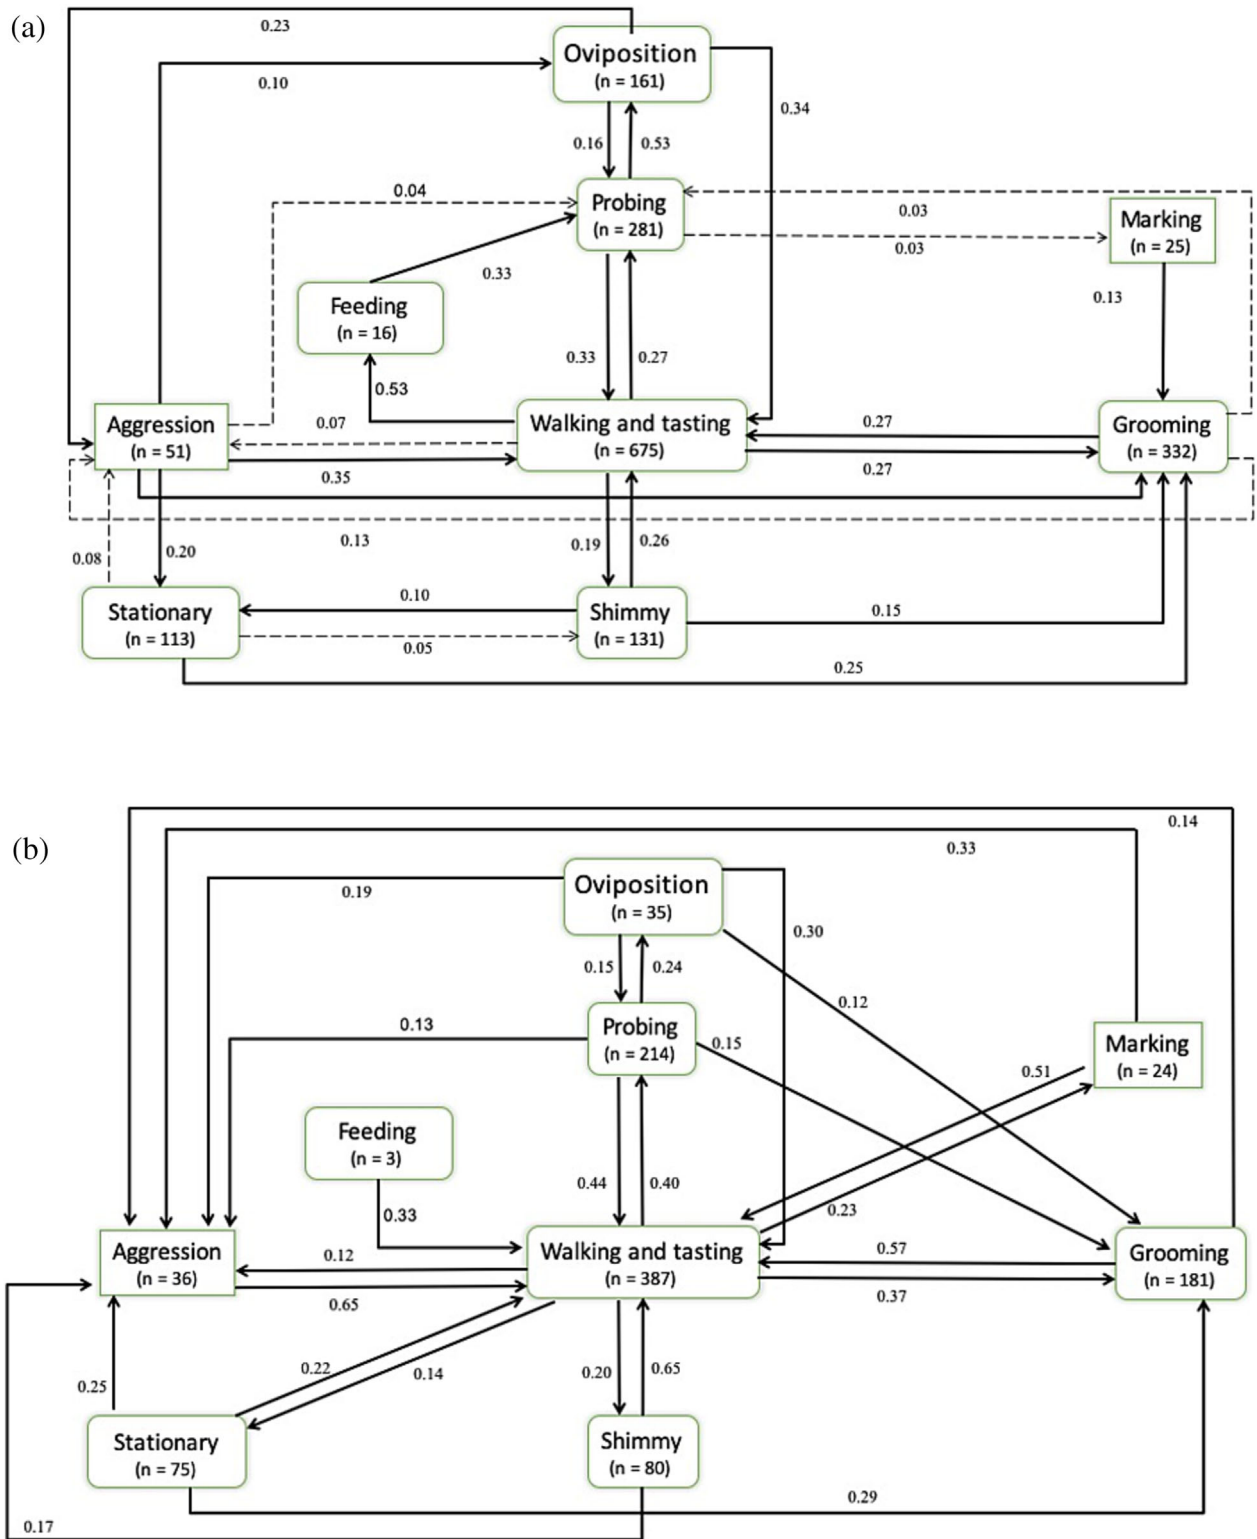 (a)
0.23
Oviposition
(n = 161)
0.10
0.34
0.16
0.53
0.04
Probing
(n = 281)
0.03
Marking
(n = 25)
0.03
0.33
0.13
Feeding
(n = 16)
0.33
0.27
0.53
Aggression
(n = 51)
0.07
Walking and tasting
(n = 675)
0.27
Grooming
(n = 332)
0.35
0.27
0.13
0.08
0.20
0.19
0.26
Stationary
(n = 113)
0.10
Shimmy
(n = 131)
0.15
0.05
0.25
(b)
0.14
0.33
Oviposition
(n = 35)
0.19
0.30
0.15
0.24
0.12
0.13
Probing
(n = 214)
0.15
Marking
(n = 24)
0.51
Feeding
(n = 3)
0.44
0.40
0.33
0.23
Aggression
(n = 36)
0.12
Walking and tasting
(n = 387)
0.57
Grooming
(n = 181)
0.65
0.37
0.25
0.22
0.14
0.20
0.65
Stationary
(n = 75)
Shimmy
(n = 80)
0.29
0.17